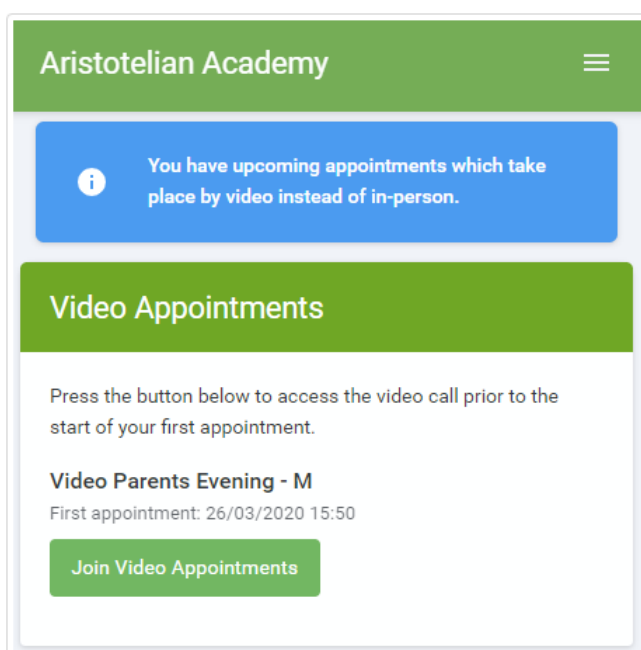 Aristotelian Academy
You have upcoming appointments which take
place by video instead of in-person.
Video Appointments
Press the button below to access the video call prior to the
start of your first appointment.
Video Parents Evening - M
First appointment: 26/03/2020 15:50
Join Video Appointments